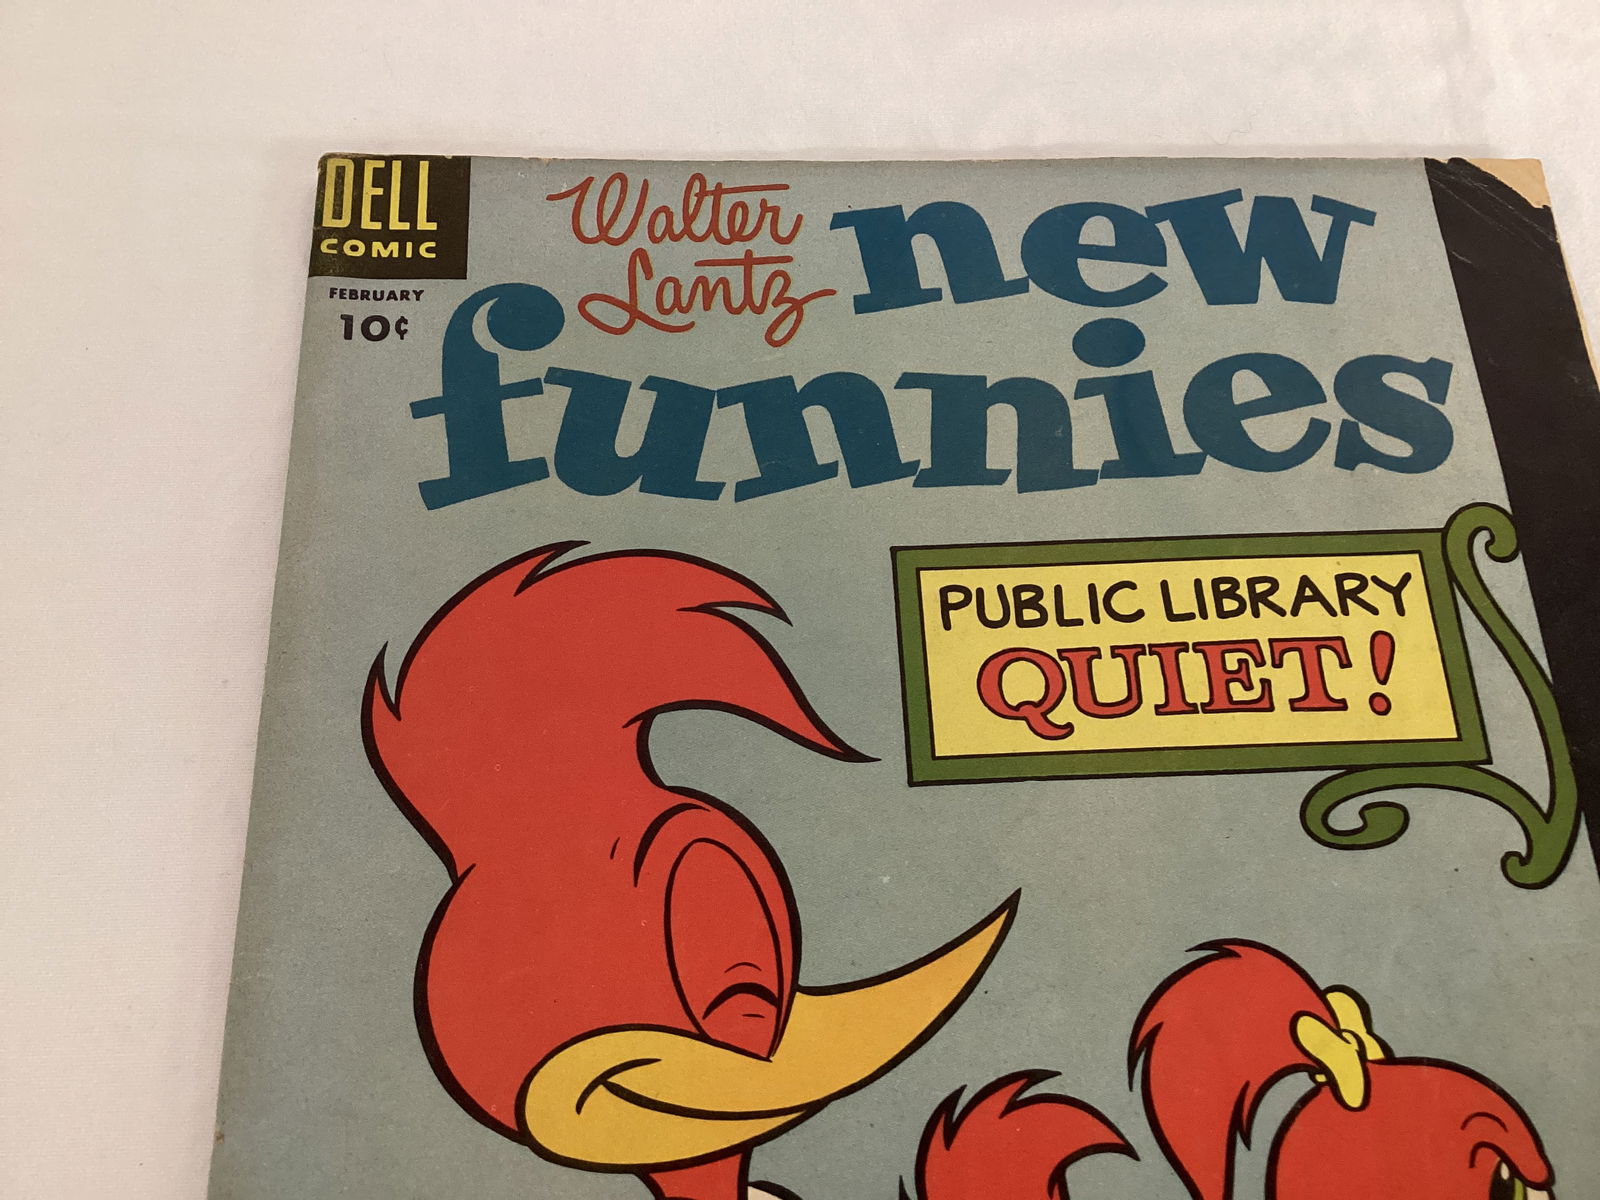 DELL
COMIC
FEBRUARY
10¢
Walter
Lantz
new
funnies
PUBLIC LIBRARY
QUIET!